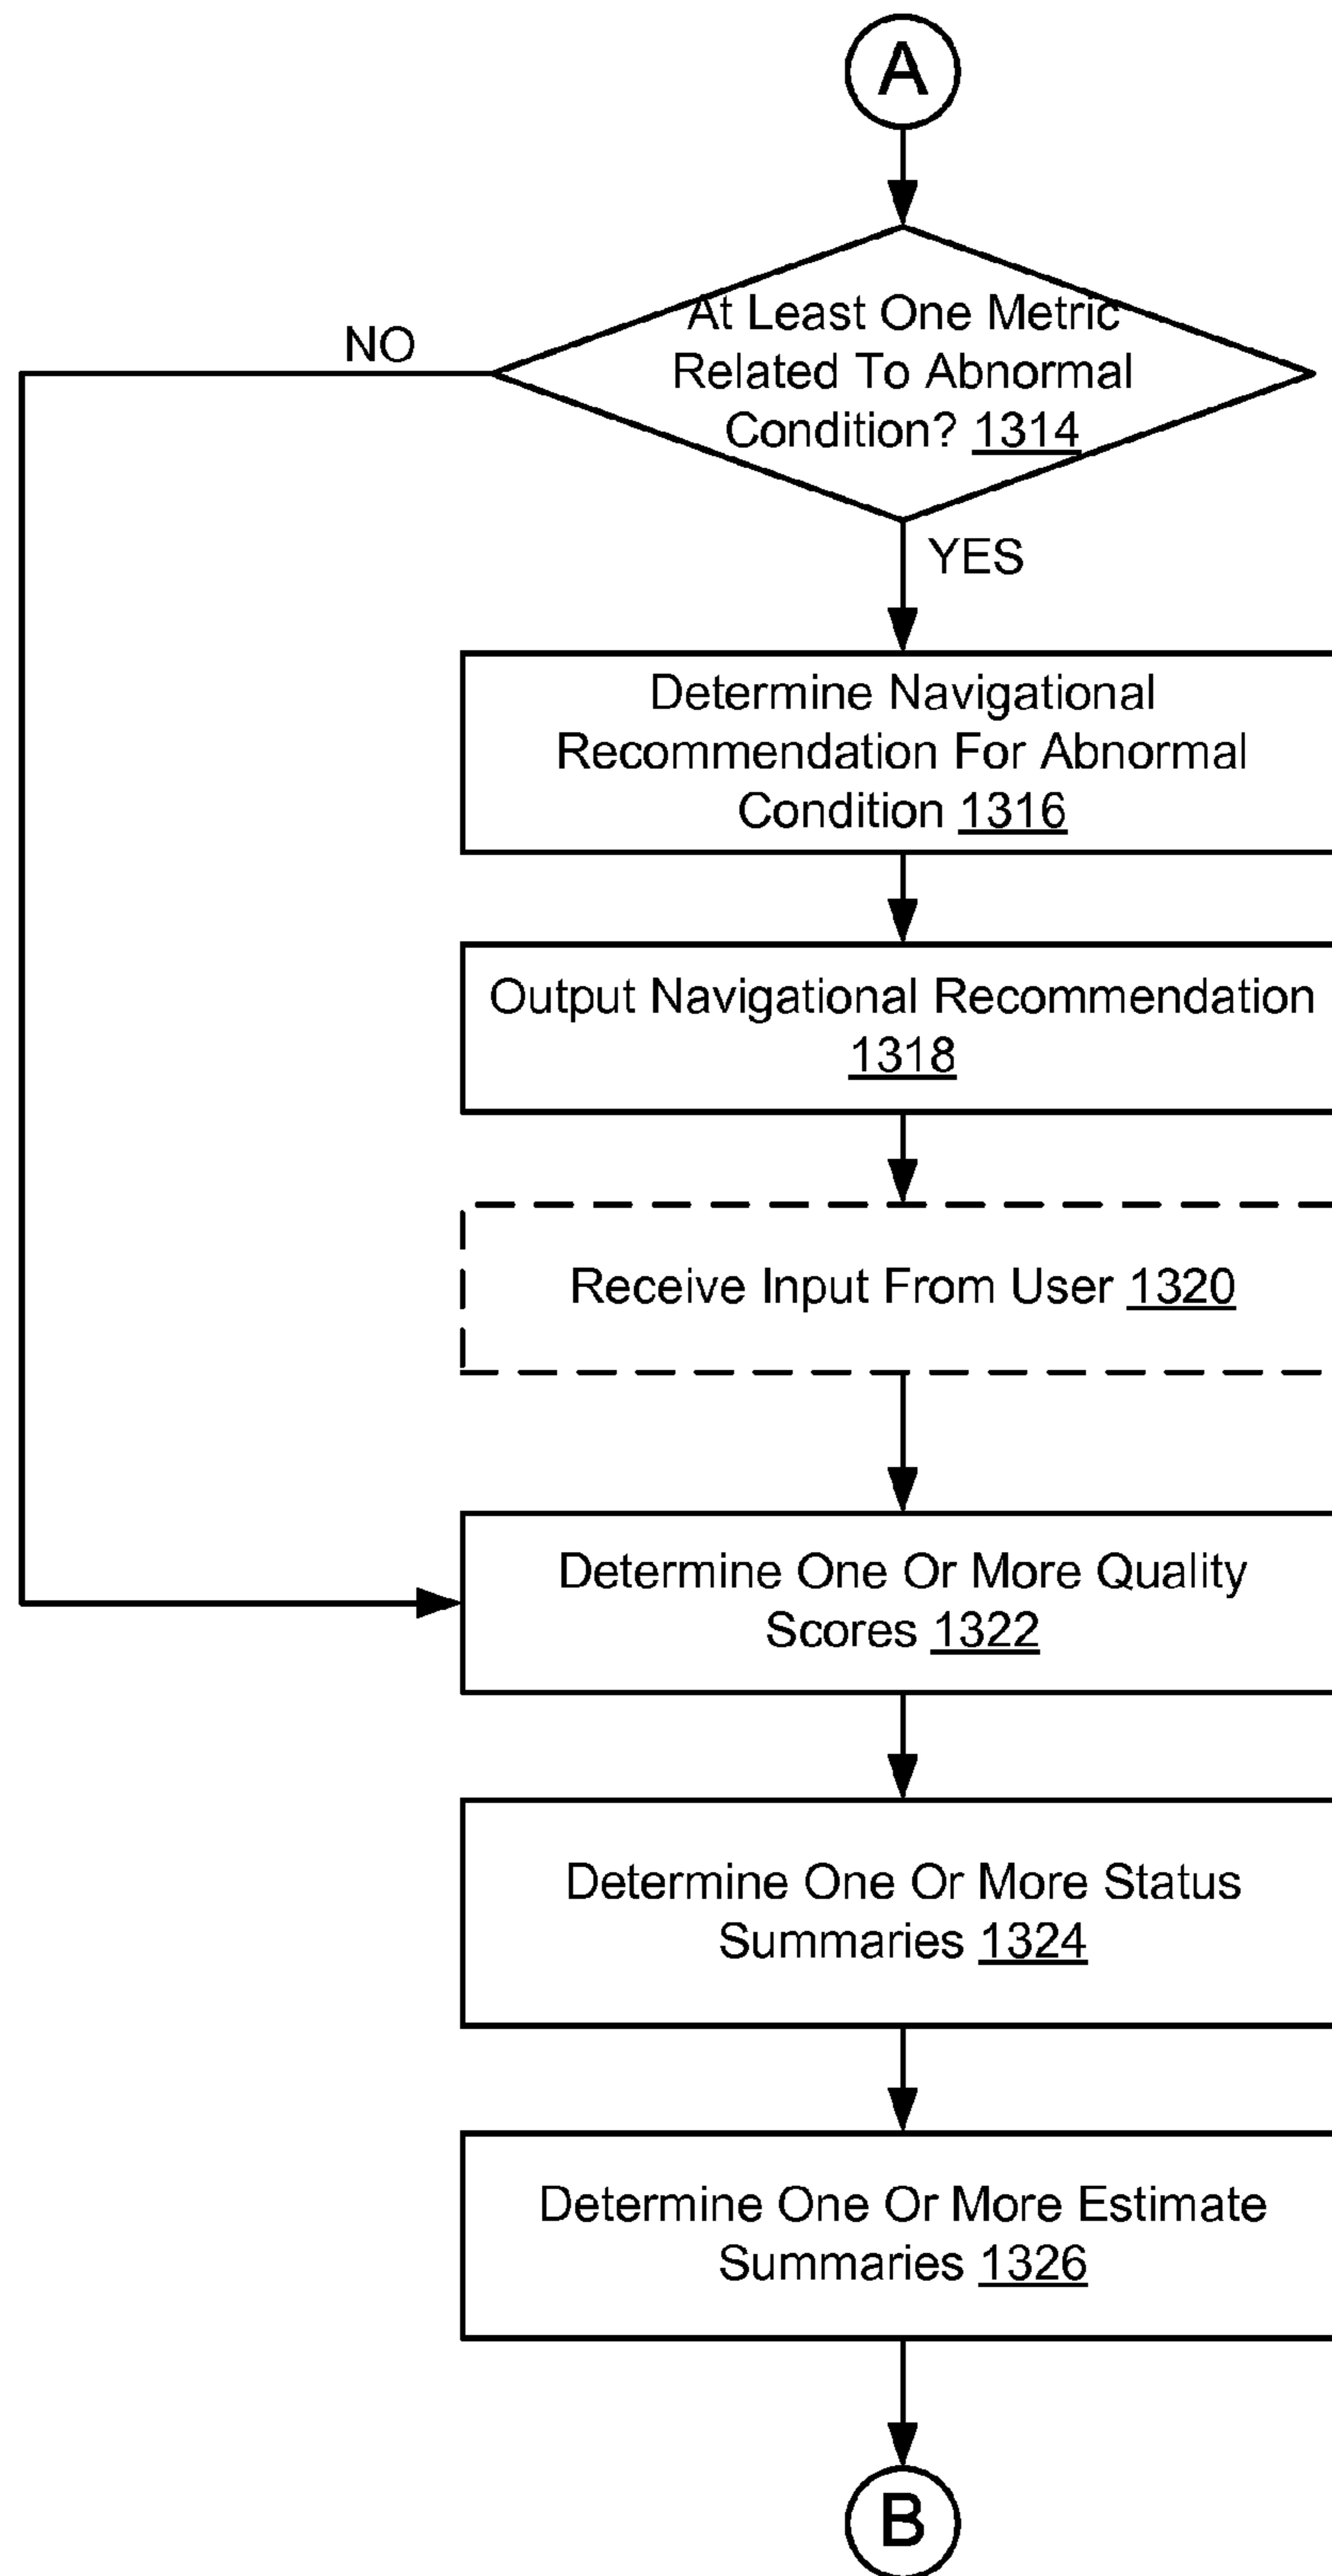 A
At Least One Metric
Related To Abnormal
Condition? 1314
NO
YES
Determine Navigational
Recommendation For Abnormal
Condition 1316
Output Navigational Recommendation
1318
Receive Input From User 1320
Determine One Or More Quality
Scores 1322
Determine One Or More Status
Summaries 1324
Determine One Or More Estimate
Summaries 1326
B